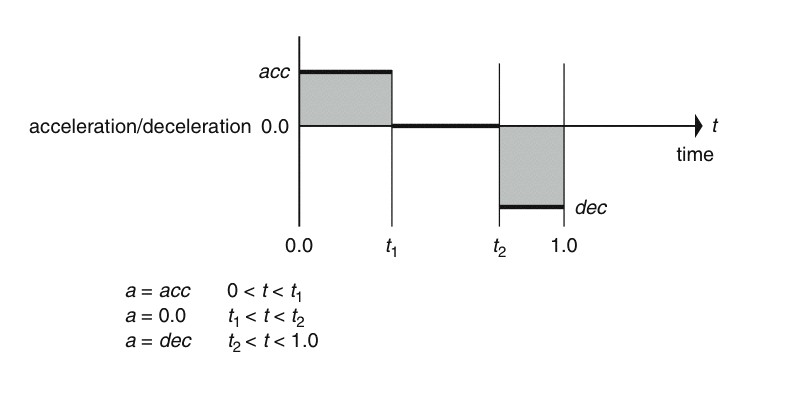 acc
acceleration/deceleration 0.0
t
time
dec
0.0 t1 t2 1.0
a = acc 0 < t < t1
a = 0.0 t1 < t < t2
a = dec t2 < t < 1.0